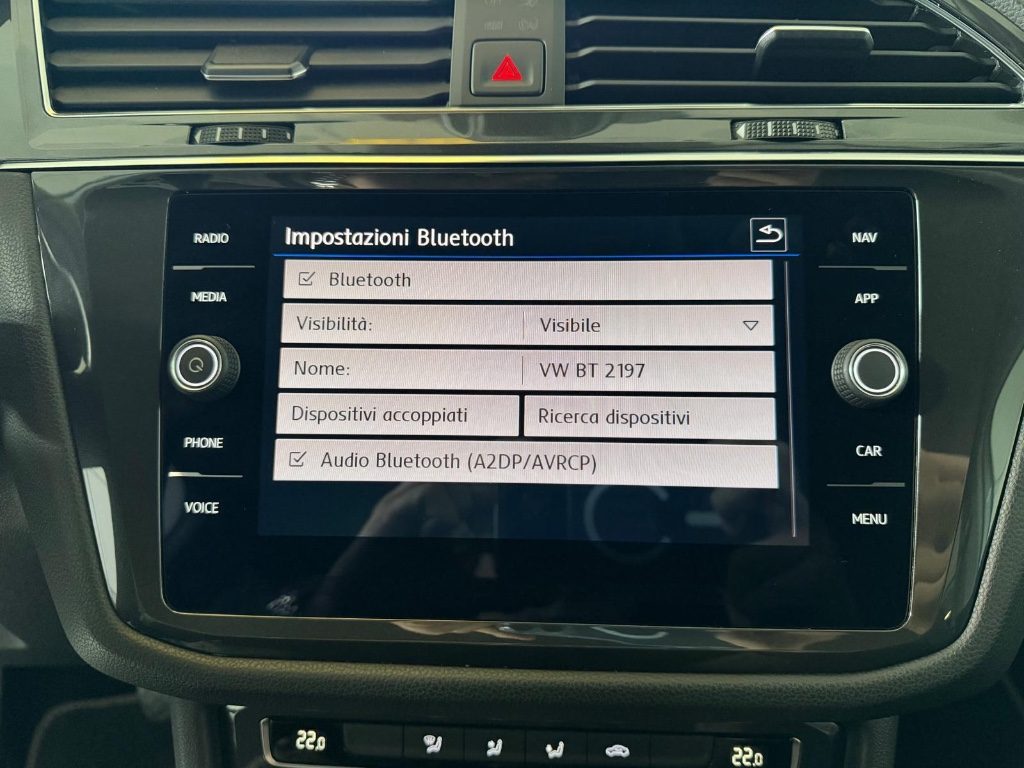 RADIO
MEDIA
PHONE
VOICE
Impostazioni Bluetooth
Bluetooth
Visibilità: Visibile
Nome: VW BT 2197
Dispositivi accoppiati Ricerca dispositivi
Audio Bluetooth (A2DP/AVRCP)
NAV
APP
CAR
MENU
22.0 22.0